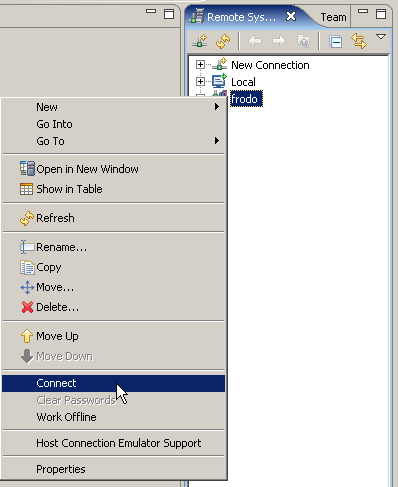 Remote Sys... Team
New Connection
Local
frodo
New
Go Into
Go To
Open in New Window
Show in Table
Refresh
Rename...
Copy
Move...
Delete...
Move Up
Move Down
Connect
Clear Passwords
Work Offline
Host Connection Emulator Support
Properties